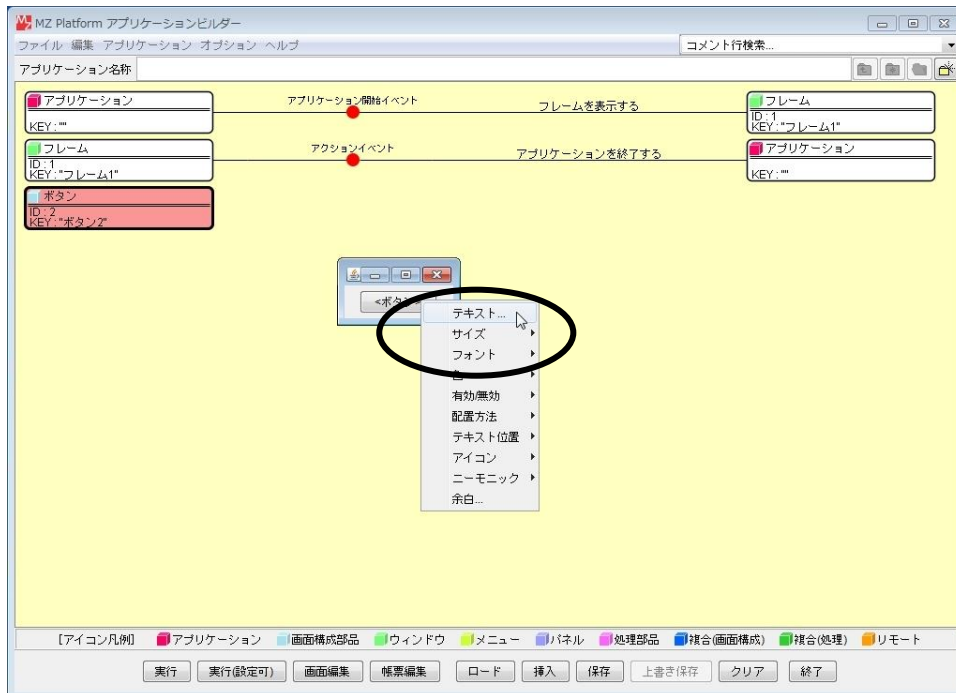 MZ Platform アプリケーションビルダー
ファイル 編集 アプリケーション オプション ヘルプ
コメント行検索...
アプリケーション名称
アプリケーション
KEY:""
アプリケーション開始イベント
フレームを表示する
フレーム
ID:1
KEY:"フレーム1"
フレーム
ID:1
KEY:"フレーム1"
アクションイベント
アプリケーションを終了する
アプリケーション
KEY:""
ボタン
ID:2
KEY:"ボタン2"
<ボタン
テキスト...
サイズ
フォント
色
有効/無効
配置方法
テキスト位置
アイコン
ニーモニック
余白...
[アイコン凡例] アプリケーション 画面構成部品 ウィンドウ メニュー パネル 処理部品 複合(画面構成) 複合(処理) リモート
実行 実行(設定可) 画面編集 帳票編集 ロード 挿入 保存 上書き保存 クリア 終了